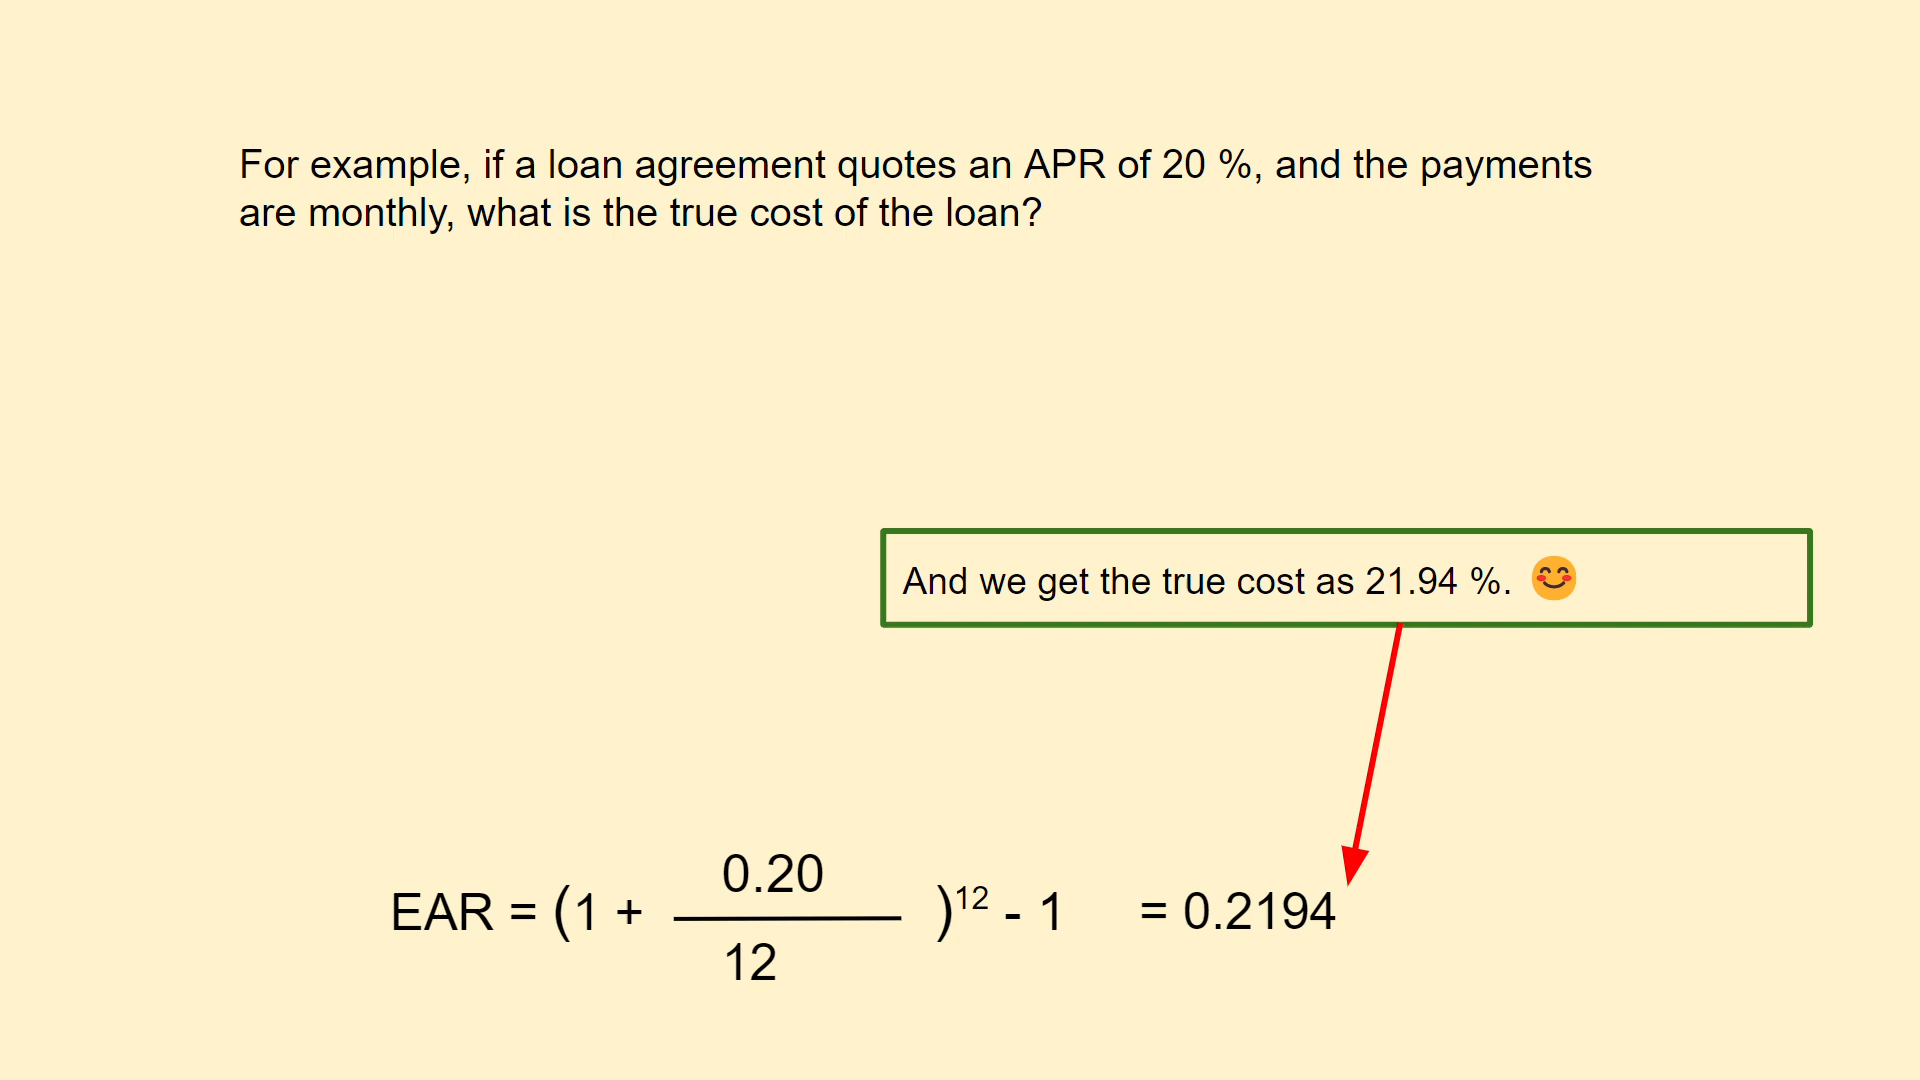 For example, if a loan agreement quotes an APR of 20 %, and the payments
are monthly, what is the true cost of the loan?
And we get the true cost as 21.94 %. 😊
0.20
EAR = (1 + )12 - 1 = 0.2194
12